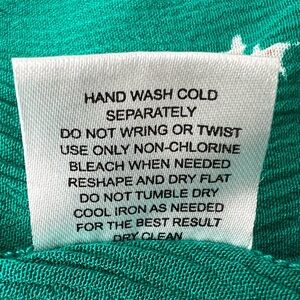 HAND WASH COLD
SEPARATELY
DO NOT WRING OR TWIST
USE ONLY NON-CHLORINE
BLEACH WHEN NEEDED
RESHAPE AND DRY FLAT
DO NOT TUMBLE DRY
COOL IRON AS NEEDED
FOR THE BEST RESULT
DRY CLEAN